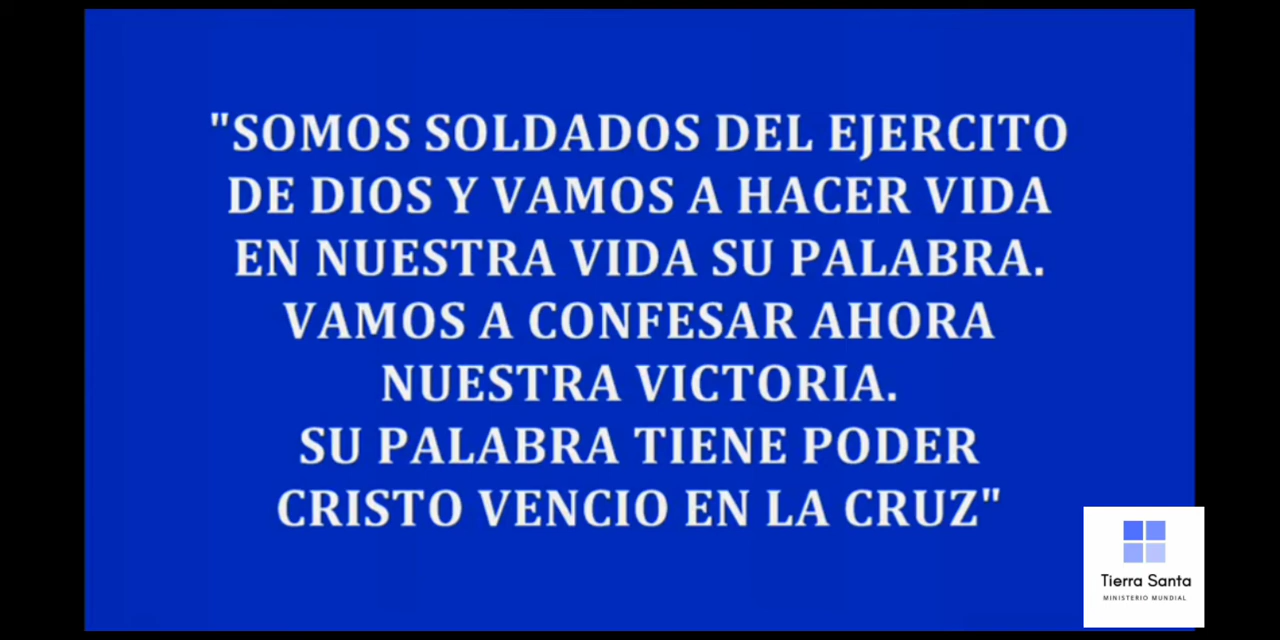 "SOMOS SOLDADOS DEL EJERCITO
DE DIOS Y VAMOS A HACER VIDA
EN NUESTRA VIDA SU PALABRA.
VAMOS A CONFESAR AHORA
NUESTRA VICTORIA.
SU PALABRA TIENE PODER
CRISTO VENCIO EN LA CRUZ"
Tierra Santa
MINISTERIO MUNDIAL